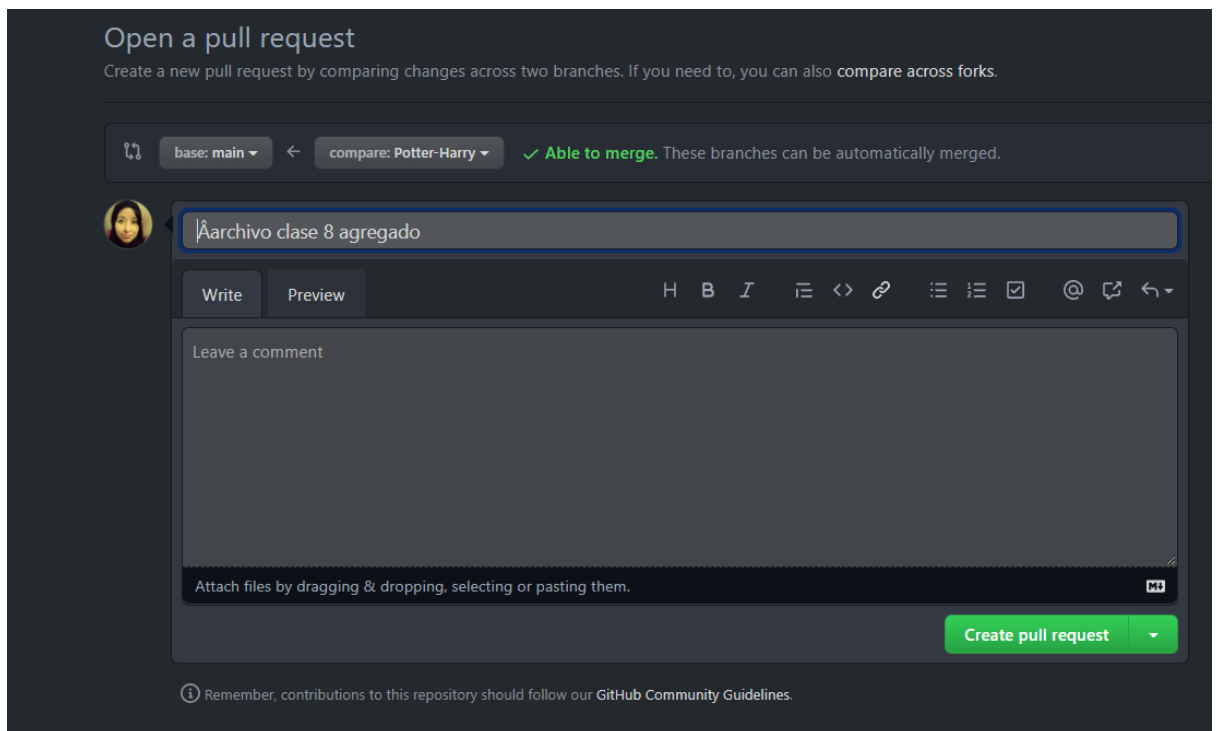 Open a pull request
Create a new pull request by comparing changes across two branches. If you need to, you can also compare across forks.
base: main ← compare: Potter-Harry ✓ Able to merge. These branches can be automatically merged.
Âarchivo clase 8 agregado
Write Preview H B I
Leave a comment
Attach files by dragging & dropping, selecting or pasting them.
Create pull request
Remember, contributions to this repository should follow our GitHub Community Guidelines.